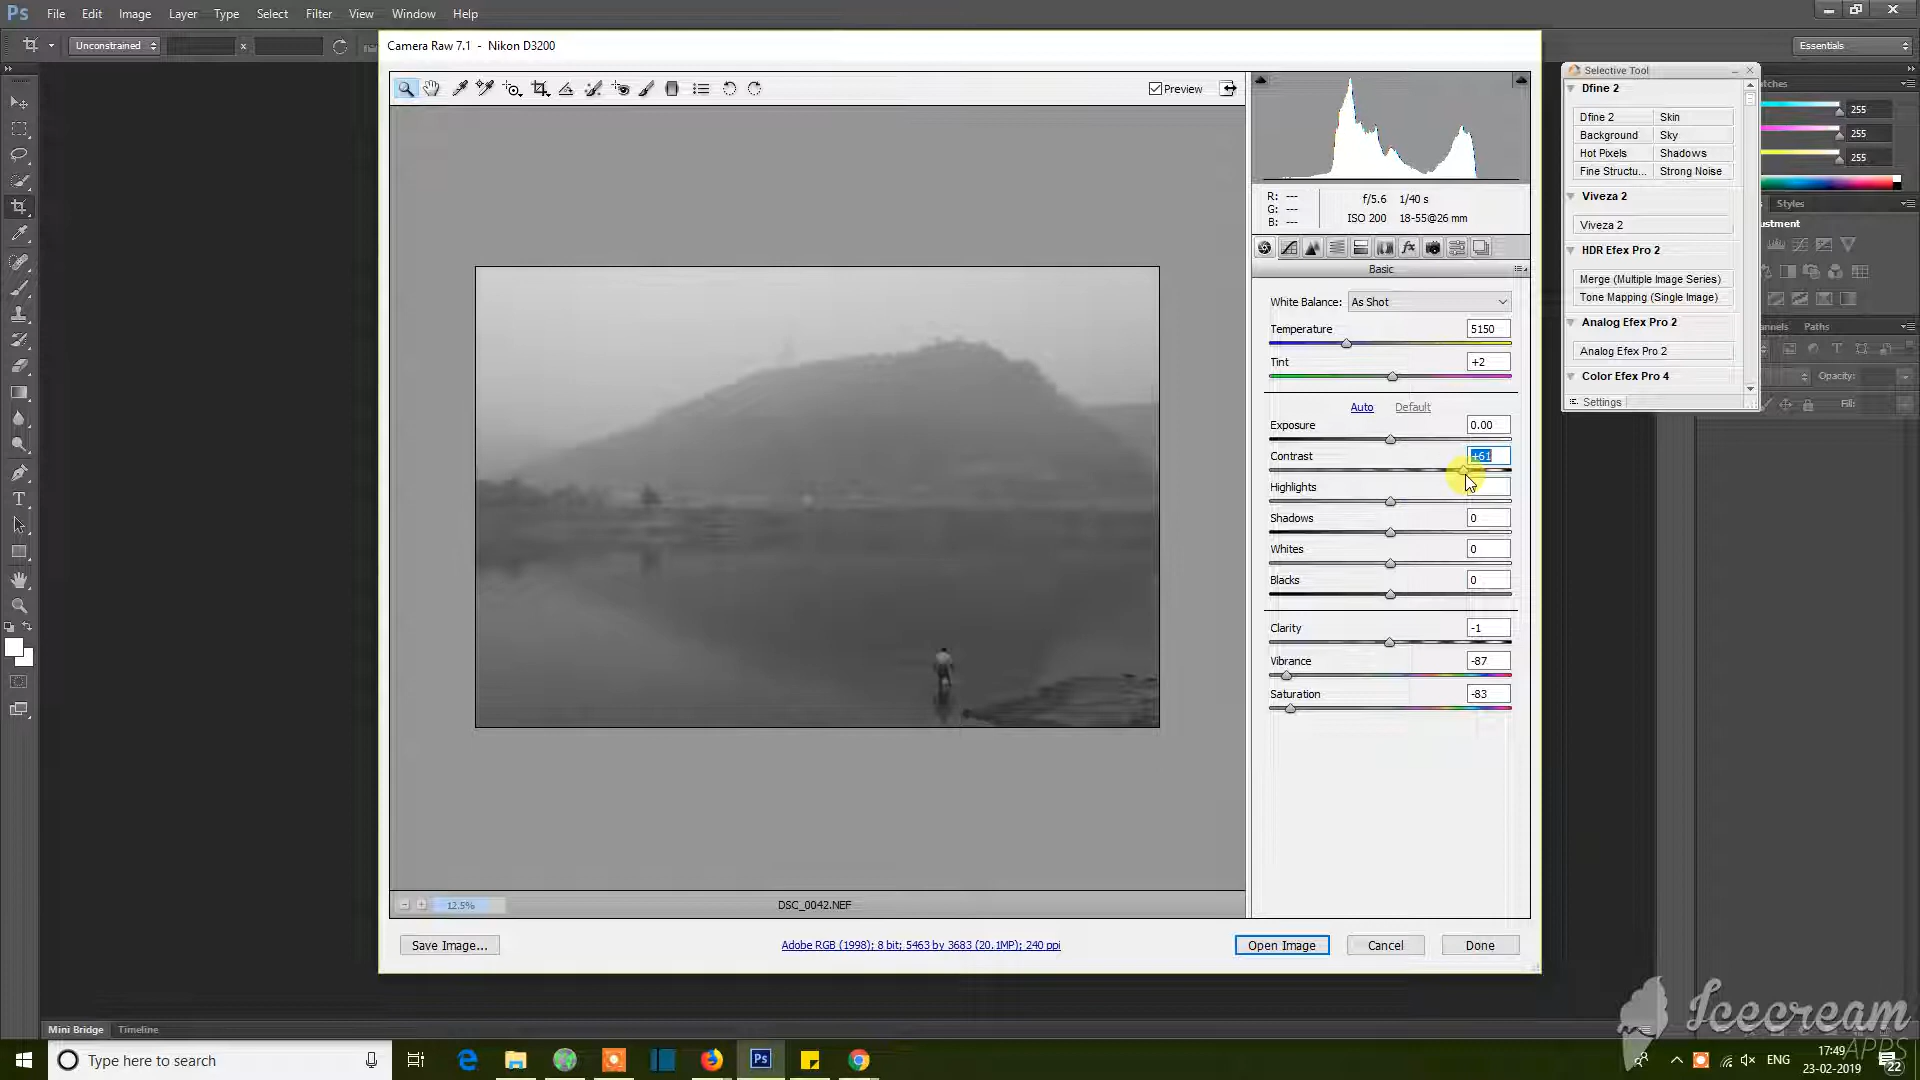 Ps File Edit Image Layer Type Select Filter View Window Help
Unconstrained x Essentials
Camera Raw 7.1 - Nikon D3200
Preview
R: ---
G: ---
B: ---
f/5.6 1/40 s
ISO 200 18-55@26 mm
Basic
White Balance: As Shot
Temperature 5150
Tint +2
Auto Default
Exposure 0.00
Contrast +61
Highlights
Shadows 0
Whites 0
Blacks 0
Clarity -1
Vibrance -87
Saturation -83
12.5% DSC_0042.NEF
Save Image... Adobe RGB (1998); 8 bit; 5463 by 3683 (20.1MP); 240 ppi Open Image Cancel Done
Selective Tool
Dfine 2
Dfine 2 Skin
Background Sky
Hot Pixels Shadows
Fine Structu... Strong Noise
Viveza 2
Viveza 2
HDR Efex Pro 2
Merge (Multiple Image Series)
Tone Mapping (Single Image)
Analog Efex Pro 2
Analog Efex Pro 2
Color Efex Pro 4
Settings
atches
255
255
255
Styles
djustment
annels Paths
Opacity:
Fill:
Mini Bridge Timeline
Icecream
APPS
Type here to search
Ps
ENG
17:49
23-02-2019
22